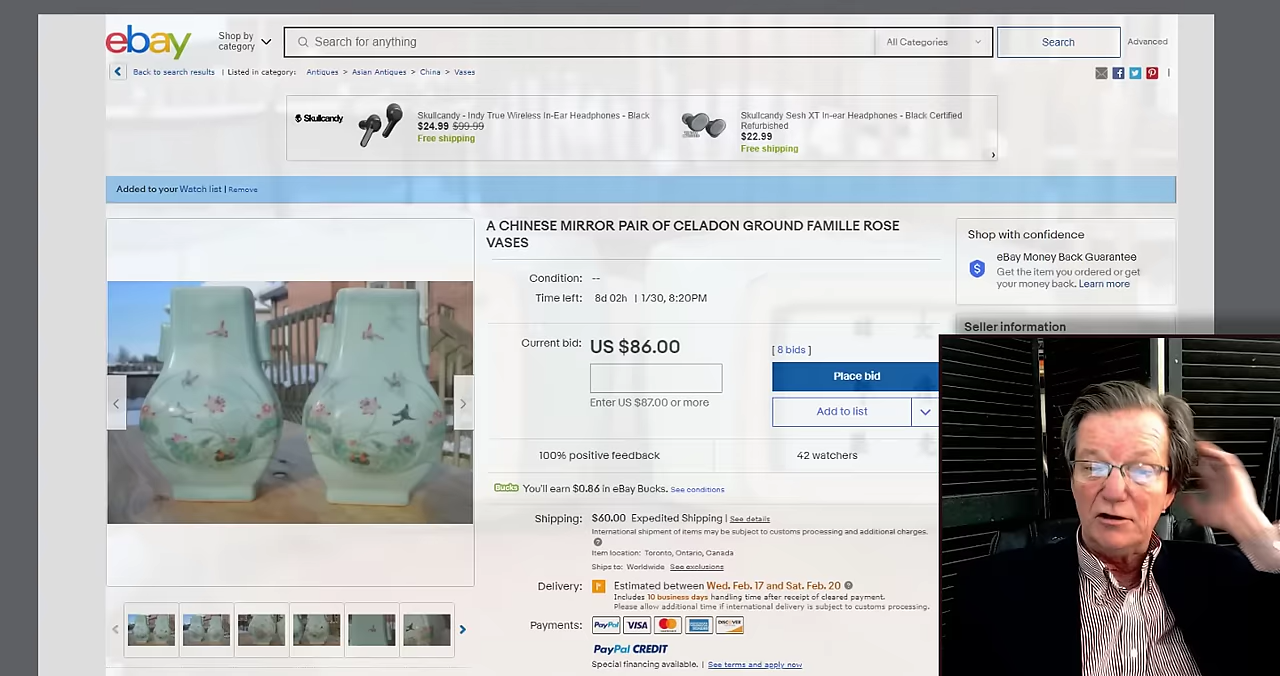 ebay
Shop by
category
Search for anything
All Categories
Search
Advanced
Back to search results | Listed in category: Antiques > Asian Antiques > China > Vases
Skullcandy
Skullcandy - Indy True Wireless In-Ear Headphones - Black
$24.99 $99.99
Free shipping
Skullcandy Sesh XT In-ear Headphones - Black Certified
Refurbished
$22.99
Free shipping
Added to your Watch list | Remove
A CHINESE MIRROR PAIR OF CELADON GROUND FAMILLE ROSE
VASES
Condition: --
Time left: 8d 02h | 1/30, 8:20PM
Current bid: US $86.00
[ 8 bids ]
Place bid
Enter US $87.00 or more
Add to list
100% positive feedback
42 watchers
Bucks You'll earn $0.86 in eBay Bucks. See conditions
Shipping: $60.00 Expedited Shipping | See details
International shipment of items may be subject to customs processing and additional charges.
Item location: Toronto, Ontario, Canada
Ships to: Worldwide See exclusions
Delivery: Estimated between Wed. Feb. 17 and Sat. Feb. 20
Includes 10 business days handling time after receipt of cleared payment.
Please allow additional time if international delivery is subject to customs processing.
Payments: PayPal VISA DISCOVER
PayPal CREDIT
Special financing available. | See terms and apply now
Shop with confidence
eBay Money Back Guarantee
Get the item you ordered or get
your money back. Learn more
Seller information